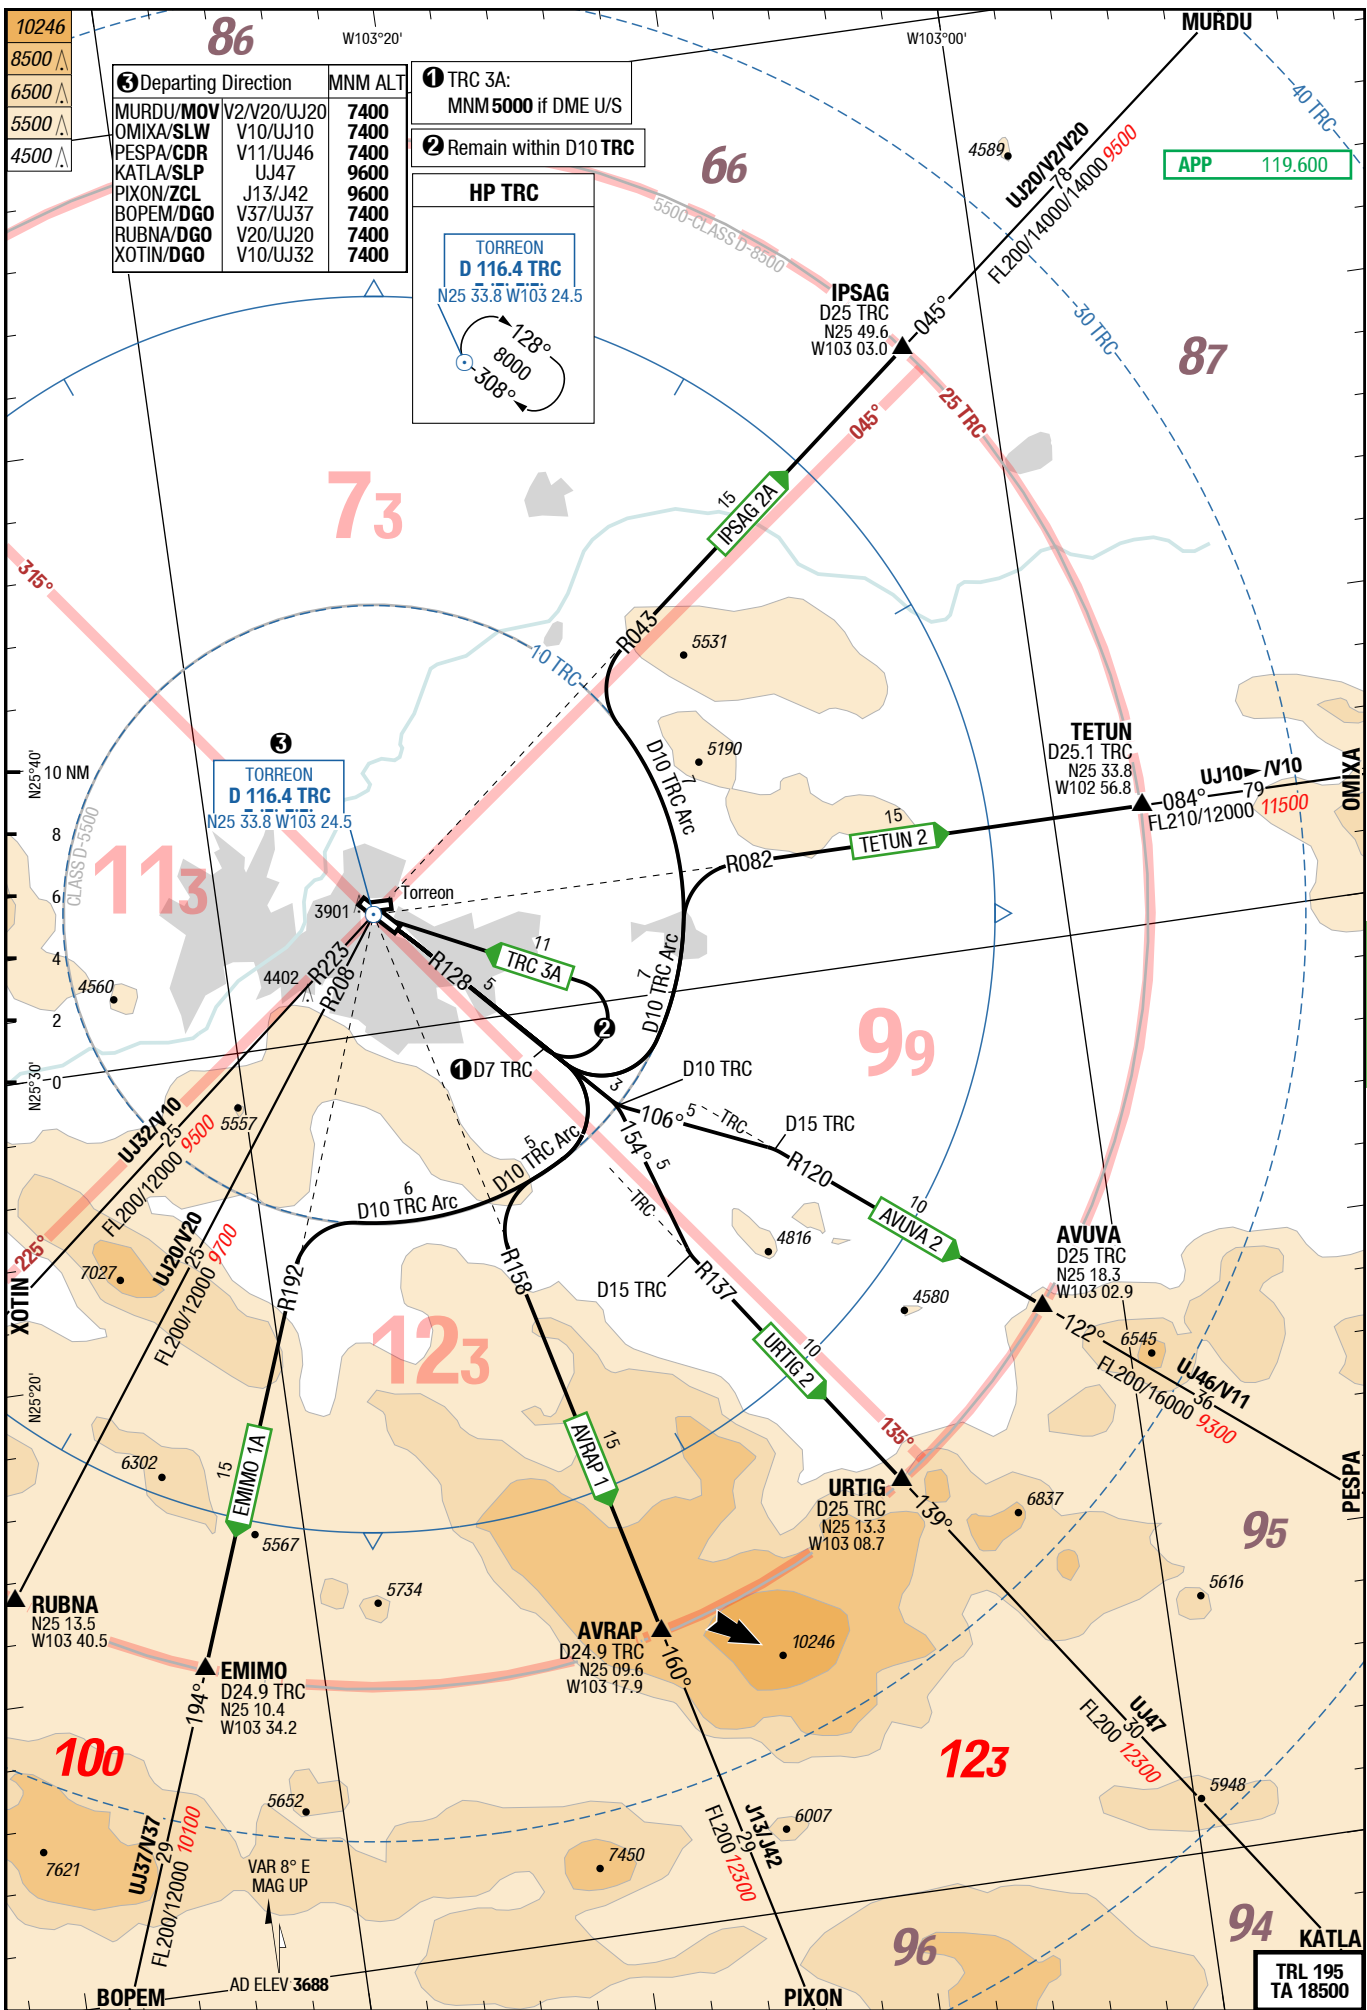 10246
8500
6500
5500
4500
86
W103°20'
W103°00'
MURDU
❸ Departing Direction MNM ALT
MURDU/MOV V2/V20/UJ20 7400
OMIXA/SLW V10/UJ10 7400
PESPA/CDR V11/UJ46 7400
KATLA/SLP UJ47 9600
PIXON/ZCL J13/J42 9600
BOPEM/DGO V37/UJ37 7400
RUBNA/DGO V20/UJ20 7400
XOTIN/DGO V10/UJ32 7400
❶ TRC 3A:
MNM 5000 if DME U/S
❷ Remain within D10 TRC
HP TRC
TORREON
D 116.4 TRC
N25 33.8 W103 24.5
128°
8000
308°
66
5500-CLASS D-8500
4589
40 TRC
APP 119.600
UJ20/V2/V20
78
FL200/14000/14000 9500
045°
IPSAG
D25 TRC
N25 49.6
W103 03.0
30 TRC
87
25 TRC
045°
73
15
IPSAG 2A
315°
R043
5531
10 TRC
5190
D10 TRC Arc
7
TETUN
D25.1 TRC
N25 33.8
W102 56.8
UJ10 /V10
084° 79
FL210/12000 11500
OMIXA
N25°40'
10 NM
8
6
4
2
0
N25°30'
❸
TORREON
D 116.4 TRC
N25 33.8 W103 24.5
CLASS D-5500
113
15
TETUN 2
R082
Torreon
3901
R223
R208
4402
4560
R128
5
11
TRC 3A
❷
7
D10 TRC Arc
99
❶ D7 TRC
3
D10 TRC
106°
5
TRC
D15 TRC
154°
5
TRC
R120
5557
UJ32/V10
25
FL200/12000 9500
5
D10 TRC Arc
6
D10 TRC Arc
10
AVUVA 2
AVUVA
D25 TRC
N25 18.3
W103 02.9
4816
4580
225°
XOTIN
7027
UJ20/V20
25
FL200/12000 9700
R192
R158
D15 TRC
R137
10
URTIG 2
122°
6545
UJ46/V11
36
FL200/16000 9300
PESPA
123
N25°20'
135°
15
EMIMO 1A
15
AVRAP 1
6302
5567
5734
URTIG
D25 TRC
N25 13.3
W103 08.7
139°
6837
95
5616
RUBNA
N25 13.5
W103 40.5
EMIMO
D24.9 TRC
N25 10.4
W103 34.2
194°
AVRAP
D24.9 TRC
N25 09.6
W103 17.9
160°
10246
100
123
UJ47
30
FL200 12300
5948
5652
7621
UJ37/V37
29
FL200/12000 10100
VAR 8° E
MAG UP
7450
6007
J13/J42
29
FL200 12300
96
94
KATLA
AD ELEV 3688
BOPEM
PIXON
TRL 195
TA 18500